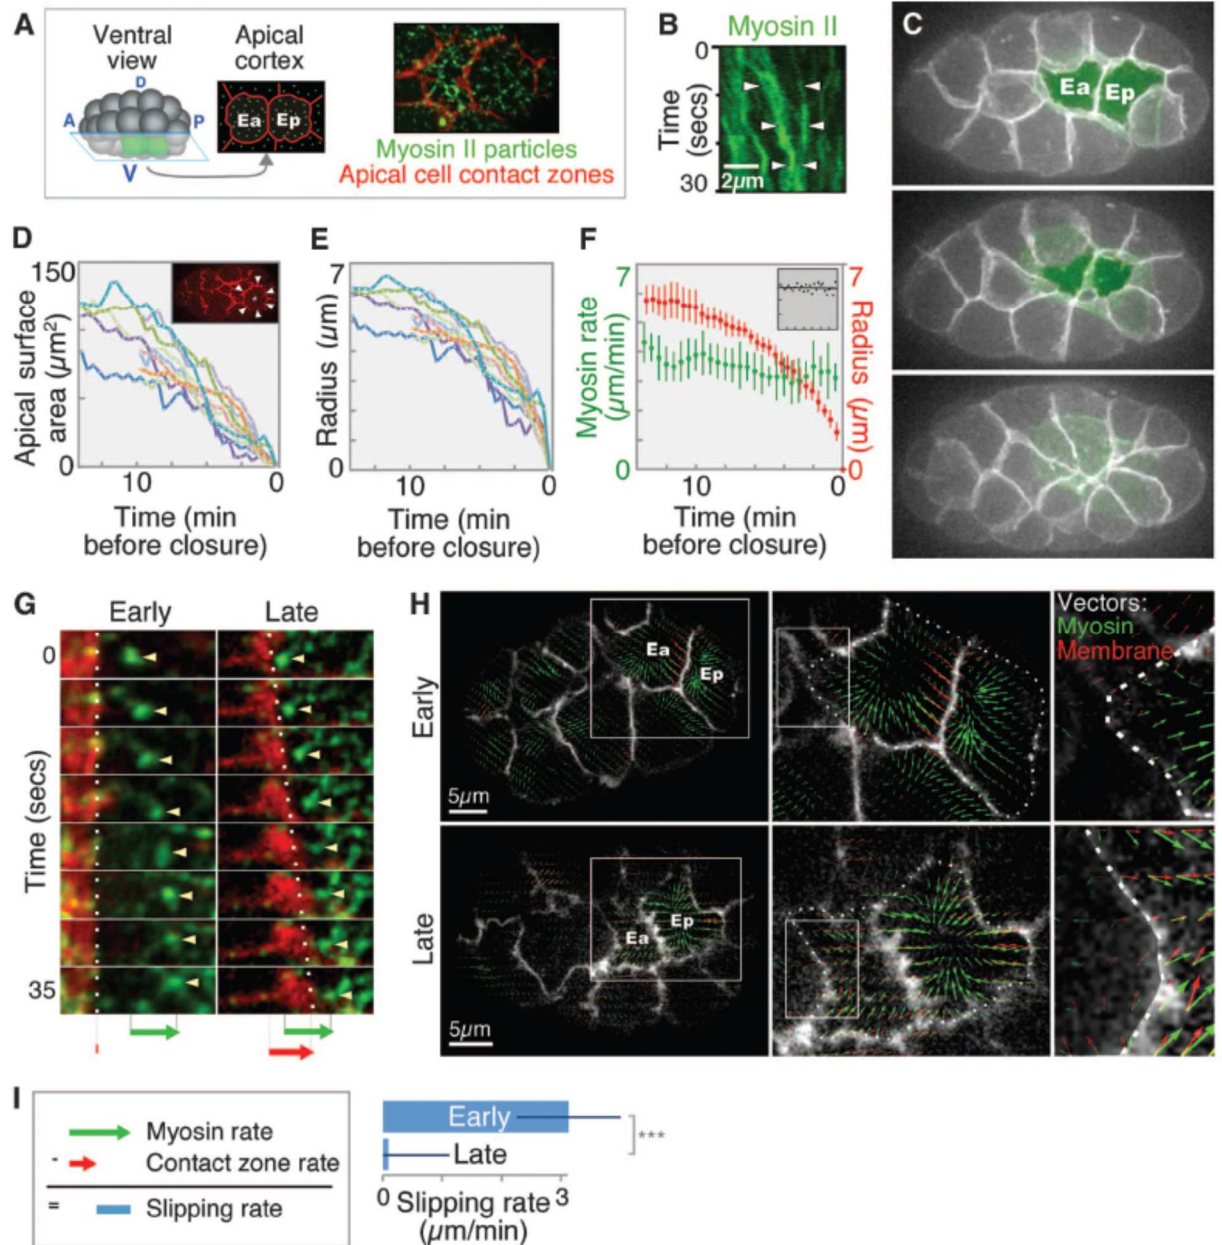 A
Ventral
view
Apical
cortex
D
A
P
V
Ea
Ep
Myosin II particles
Apical cell contact zones
B
Myosin II
0
Time
(secs)
30
2µm
C
Ea
Ep
D
150
Apical surface
area (µm²)
0
10
0
Time (min
before closure)
E
7
Radius (µm)
0
10
0
Time (min
before closure)
F
7
Myosin rate
(µm/min)
0
7
Radius (µm)
0
10
0
Time (min
before closure)
G
Early
Late
0
Time (secs)
35
H
Early
Ea
Ep
5µm
Vectors:
Myosin
Membrane
Late
Ea
Ep
5µm
I
Myosin rate
- Contact zone rate
= Slipping rate
Early
Late
***
0
3
Slipping rate
(µm/min)